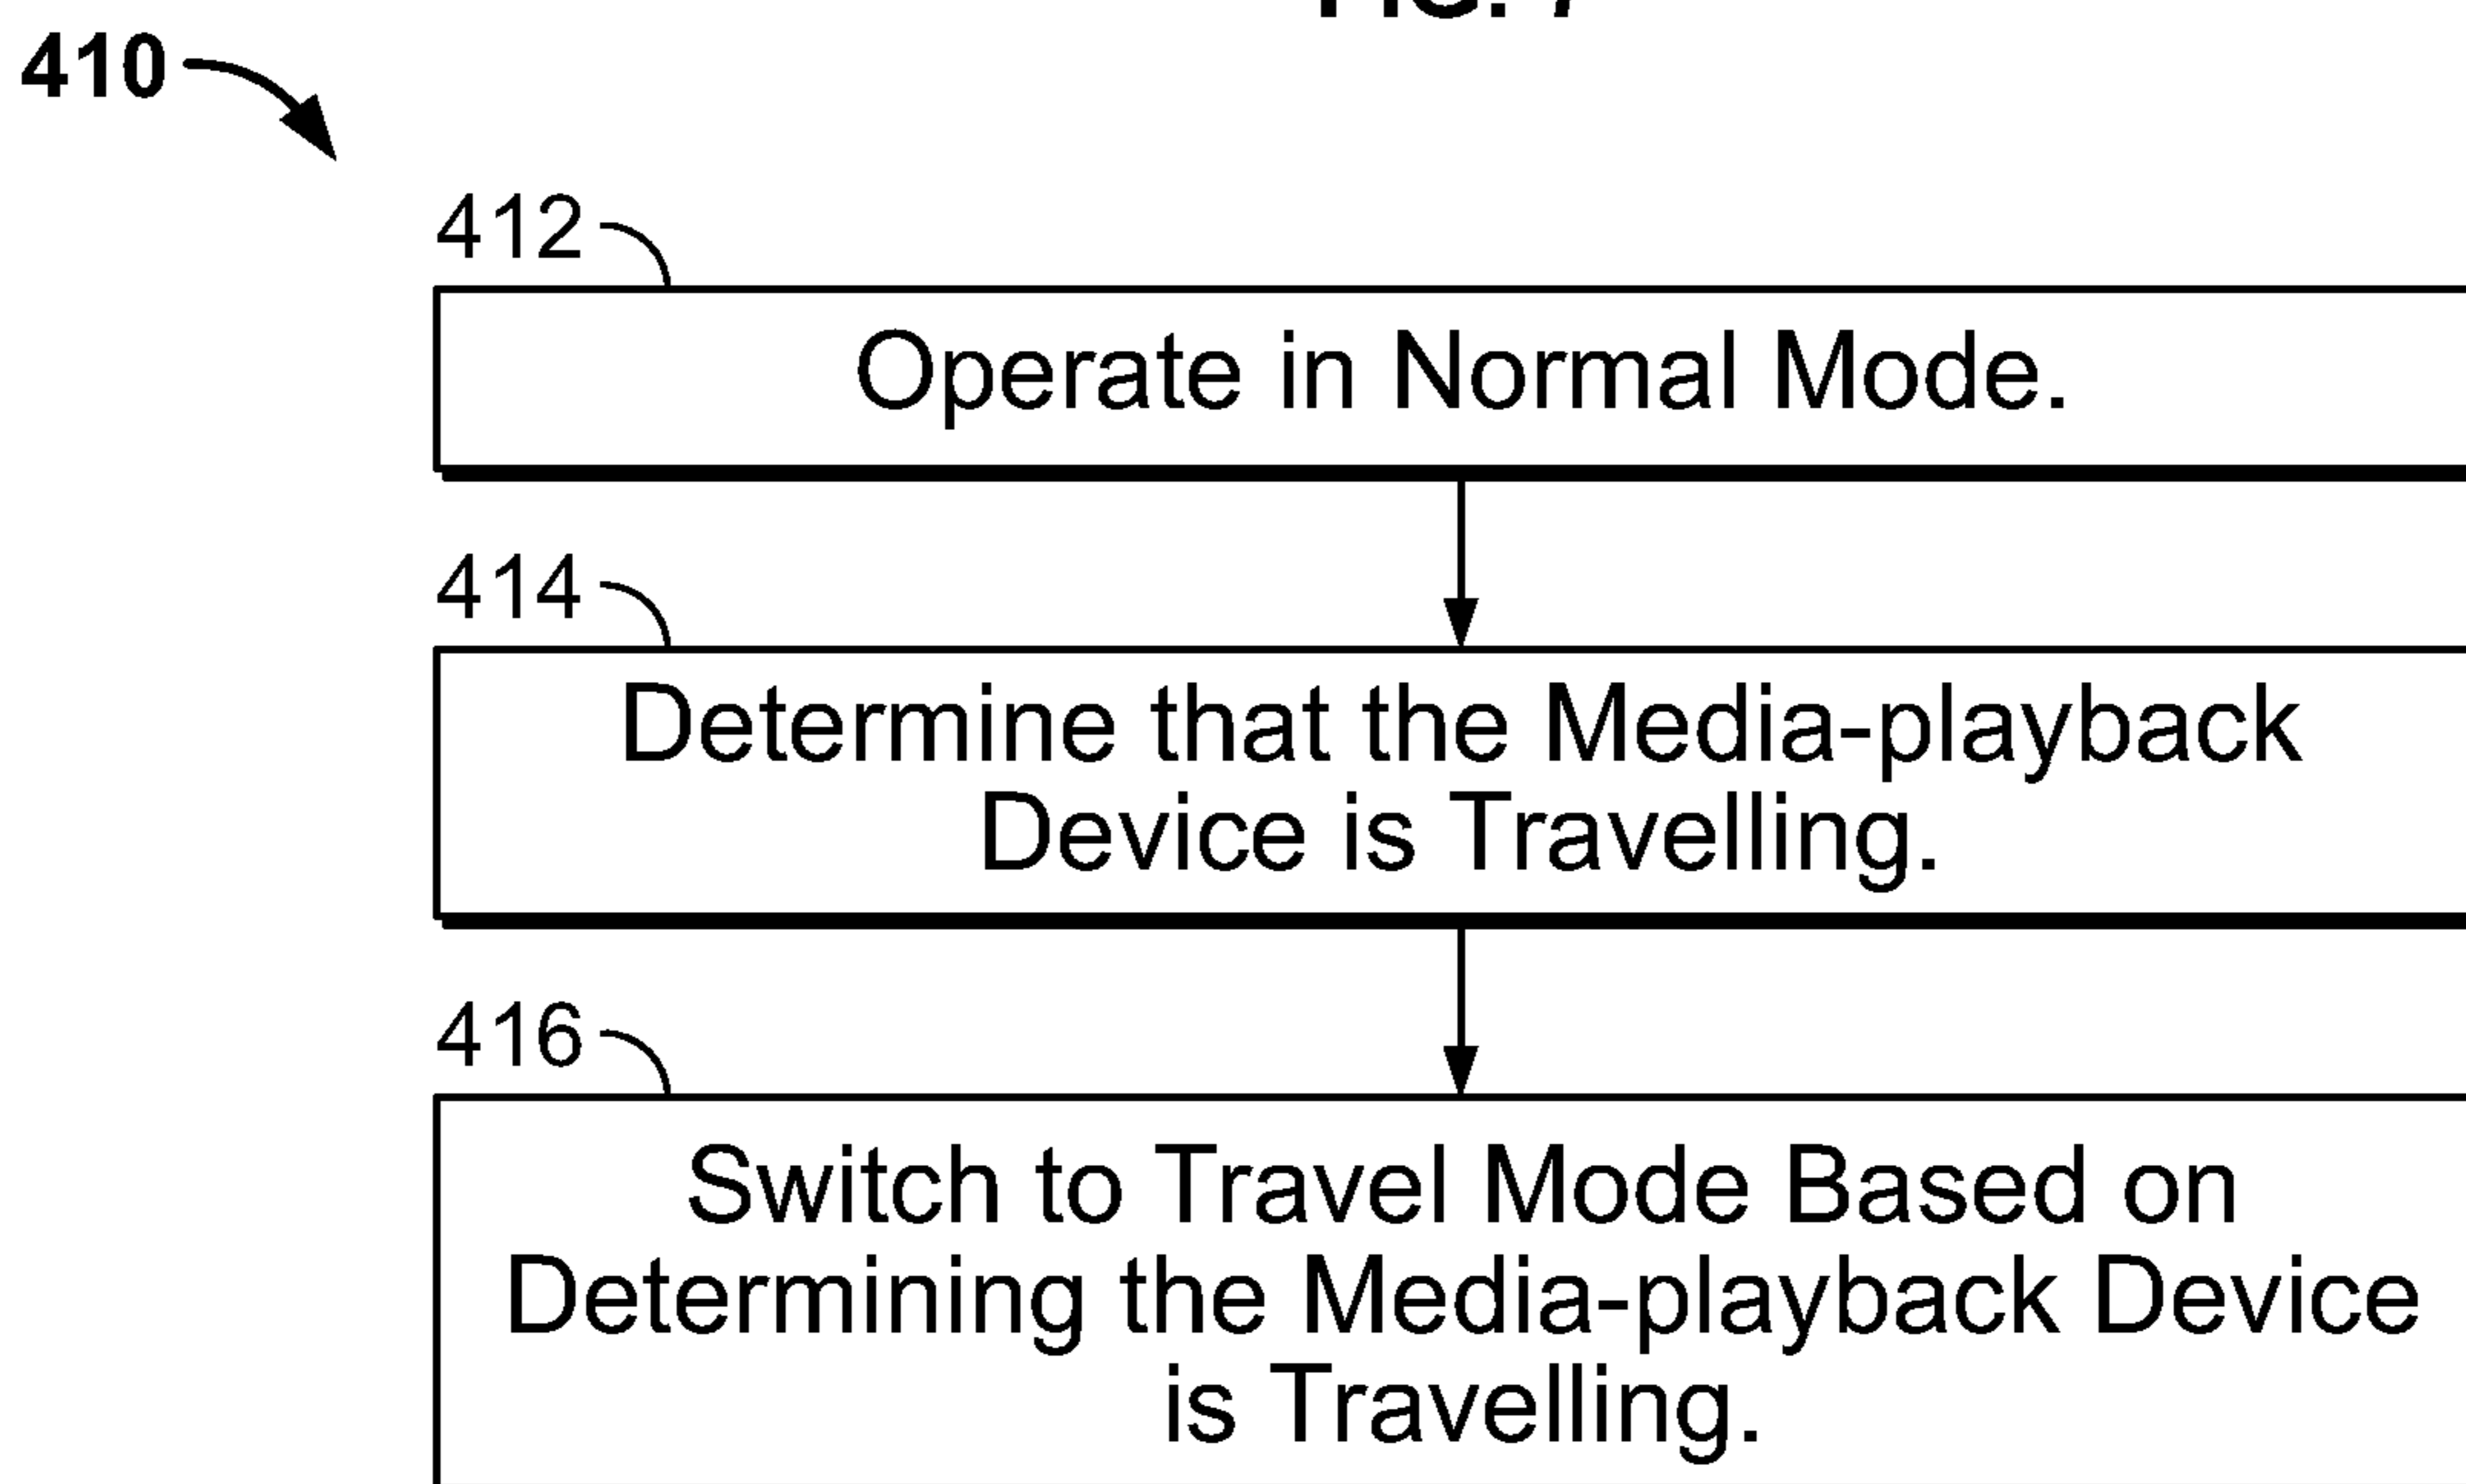 410
412
Operate in Normal Mode.
414
Determine that the Media-playback
Device is Travelling.
416
Switch to Travel Mode Based on
Determining the Media-playback Device
is Travelling.